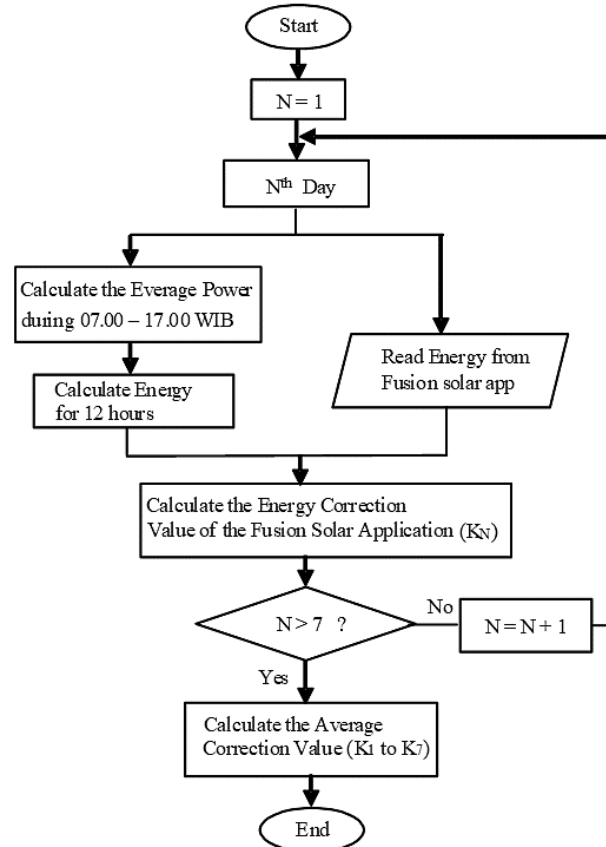 Start
N = 1
Nth Day
Calculate the Everage Power
during 07.00 – 17.00 WIB
Calculate Energy
for 12 hours
Read Energy from
Fusion solar app
Calculate the Energy Correction
Value of the Fusion Solar Application (KN)
N > 7 ?
No
N = N + 1
Yes
Calculate the Average
Correction Value (K1 to K7)
End